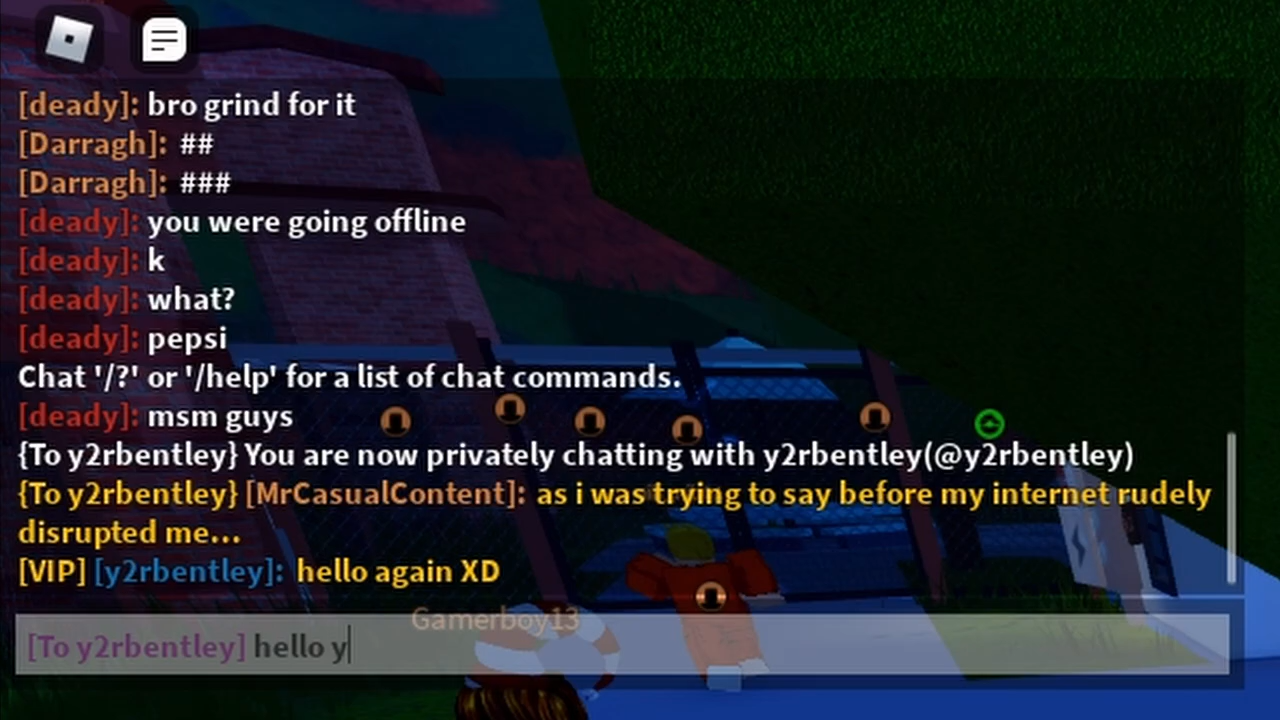 [deady]: bro grind for it
[Darragh]: ##
[Darragh]: ###
[deady]: you were going offline
[deady]: k
[deady]: what?
[deady]: pepsi
Chat '/?' or '/help' for a list of chat commands.
[deady]: msm guys
{To y2rbentley} You are now privately chatting with y2rbentley(@y2rbentley)
{To y2rbentley} [MrCasualContent]: as i was trying to say before my internet rudely
disrupted me...
[VIP] [y2rbentley]: hello again XD
Gamerboy13
[To y2rbentley] hello y